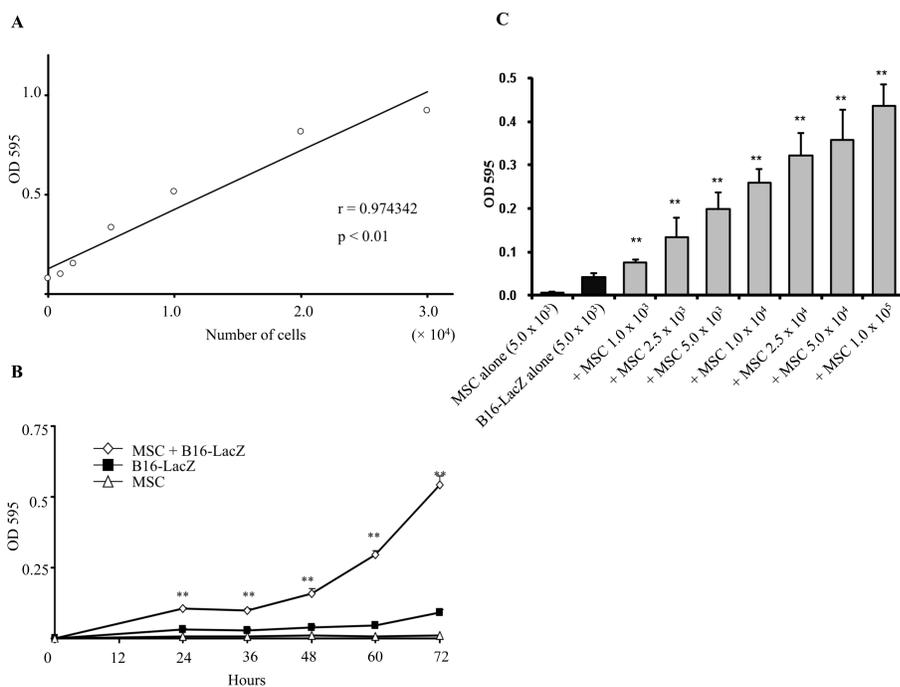 A
OD 595
1.0
0.5
r = 0.974342
p < 0.01
0
1.0
2.0
3.0
Number of cells
(× 10⁴)
B
OD 595
0.75
0.5
0.25
MSC + B16-LacZ
B16-LacZ
MSC
**
**
**
**
**
0
12
24
36
48
60
72
Hours
C
OD 595
0.5
0.4
0.3
0.2
0.1
0.0
**
**
**
**
**
**
**
MSC alone (5.0 x 10³)
B16-LacZ alone (5.0 x 10³)
+ MSC 1.0 x 10³
+ MSC 2.5 x 10³
+ MSC 5.0 x 10³
+ MSC 1.0 x 10⁴
+ MSC 2.5 x 10⁴
+ MSC 5.0 x 10⁴
+ MSC 1.0 x 10⁵